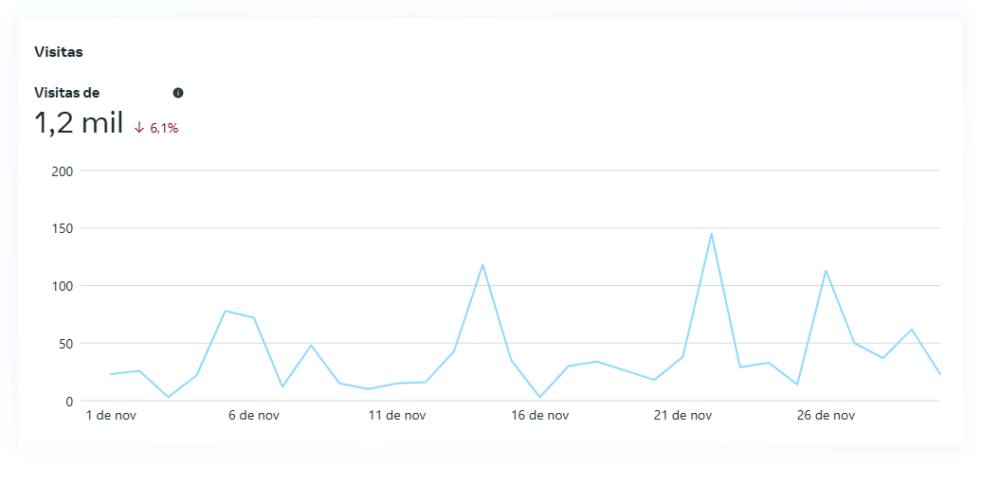 Visitas
Visitas de
1,2 mil ↓ 6,1%
200
150
100
50
0
1 de nov 6 de nov 11 de nov 16 de nov 21 de nov 26 de nov